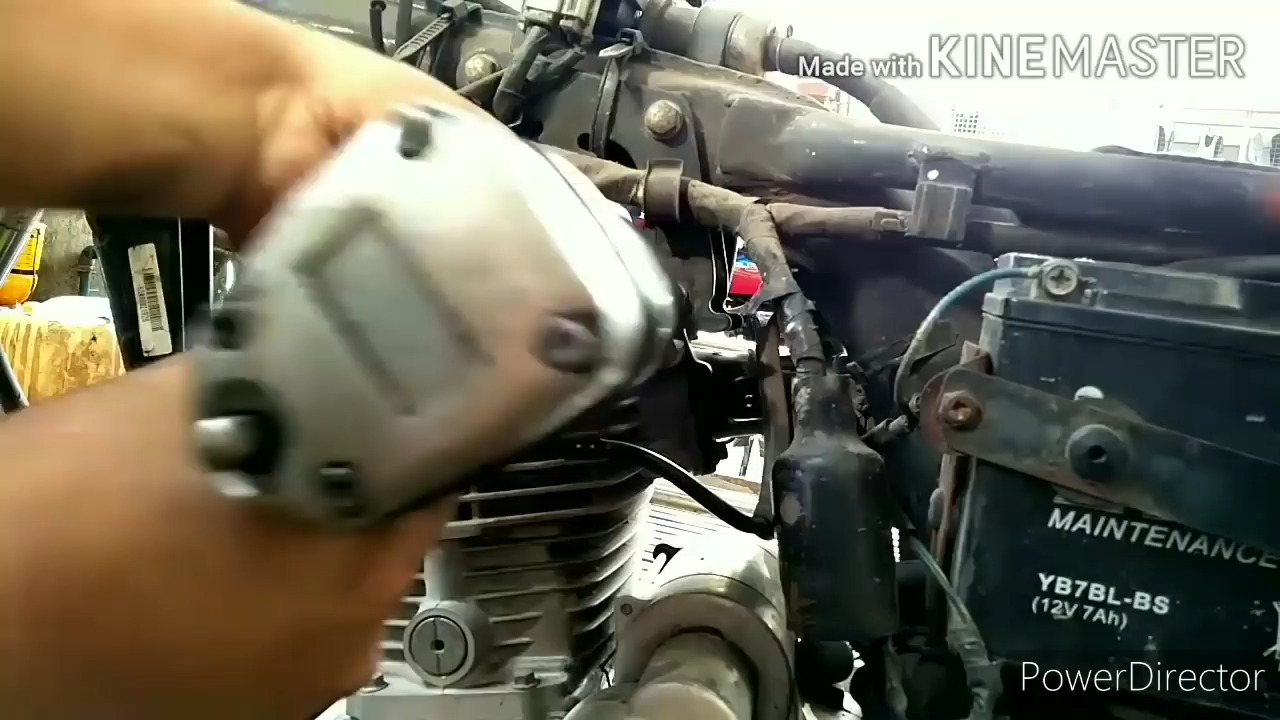 Made with KINEMASTER
MAINTENANCE
YB7BL-BS
(12V 7Ah)
PowerDirector